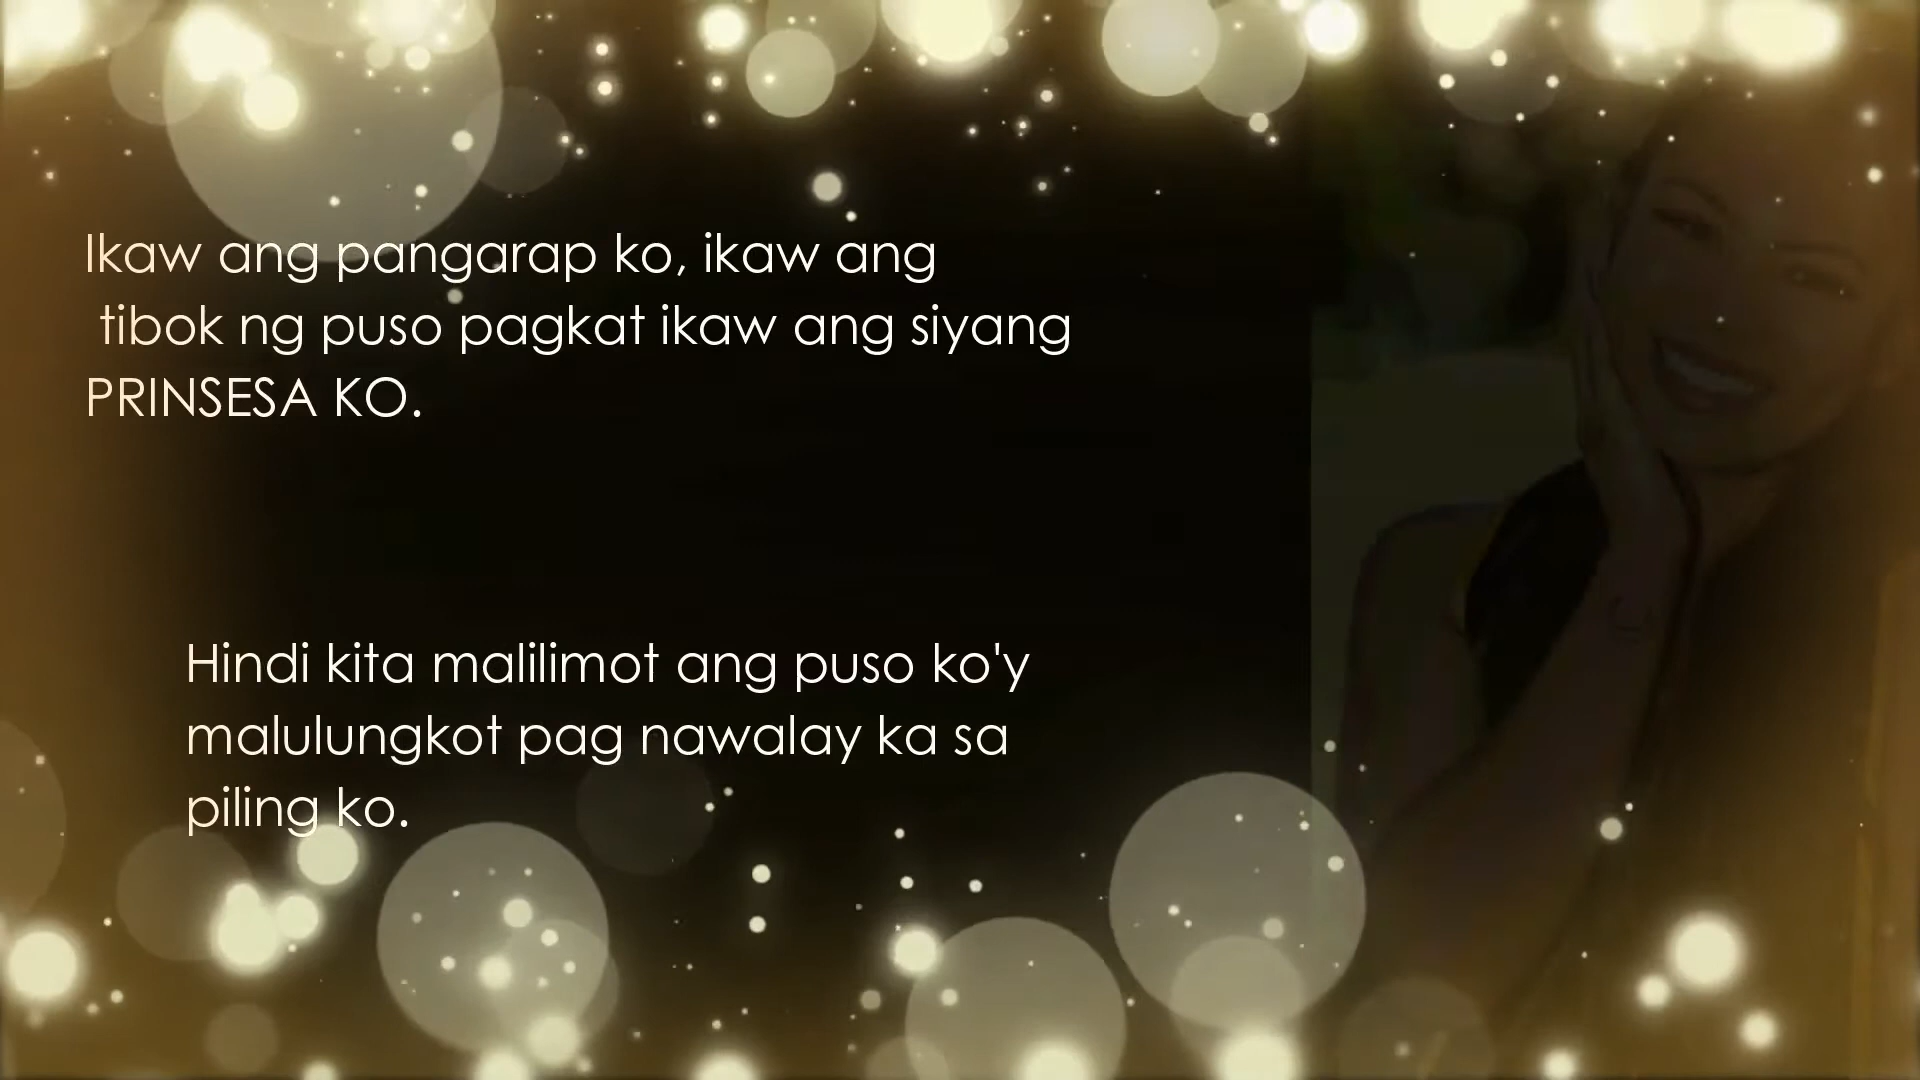 Ikaw ang pangarap ko, ikaw ang
tibok ng puso pagkat ikaw ang siyang
PRINSESA KO.
Hindi kita malilimot ang puso ko'y
malulungkot pag nawalay ka sa
piling ko.